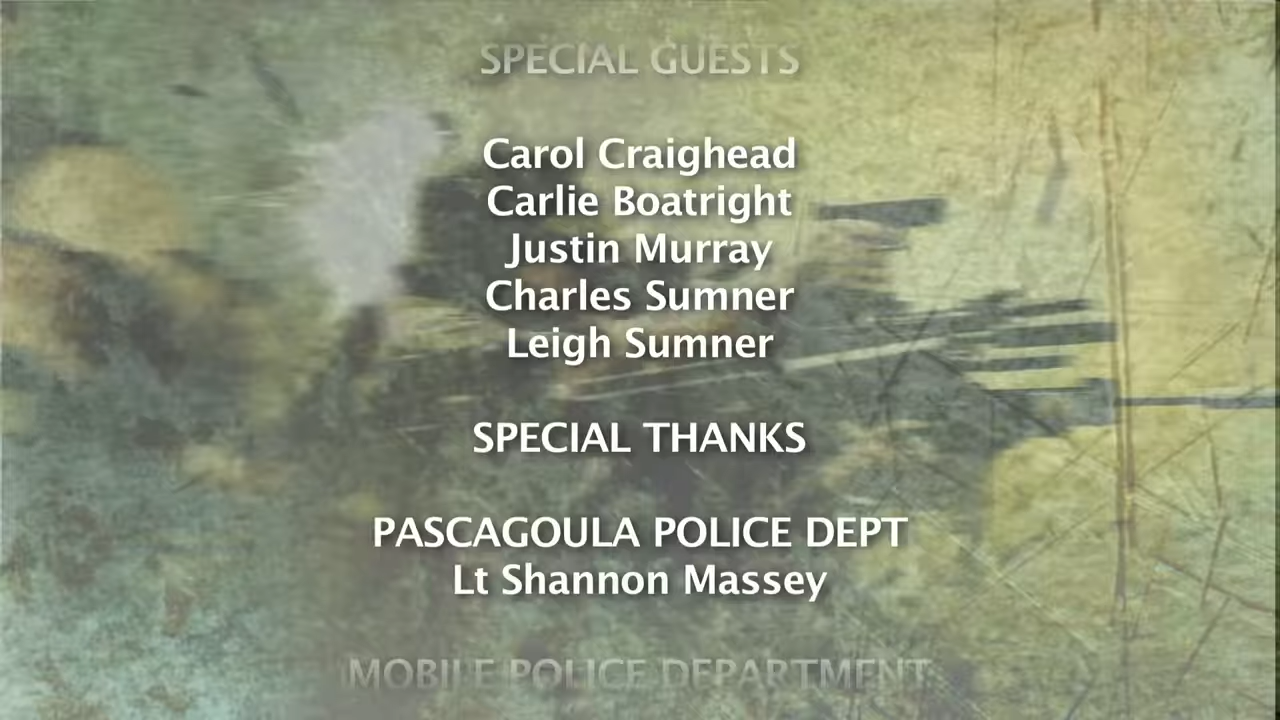 SPECIAL GUESTS
Carol Craighead
Carlie Boatright
Justin Murray
Charles Sumner
Leigh Sumner
SPECIAL THANKS
PASCAGOULA POLICE DEPT
Lt Shannon Massey
MOBILE POLICE DEPARTMENT